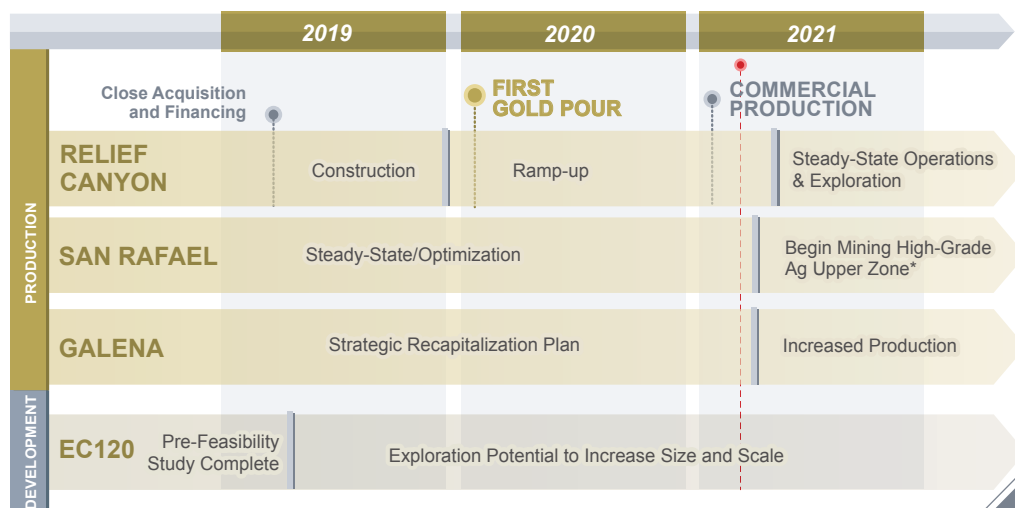 2019
2020
2021
Close Acquisition
and Financing
FIRST
GOLD POUR
COMMERCIAL
PRODUCTION
PRODUCTION
RELIEF
CANYON
Construction
Ramp-up
Steady-State Operations
& Exploration
SAN RAFAEL
Steady-State/Optimization
Begin Mining High-Grade
Ag Upper Zone*
GALENA
Strategic Recapitalization Plan
Increased Production
DEVELOPMENT
EC120
Pre-Feasibility
Study Complete
Exploration Potential to Increase Size and Scale